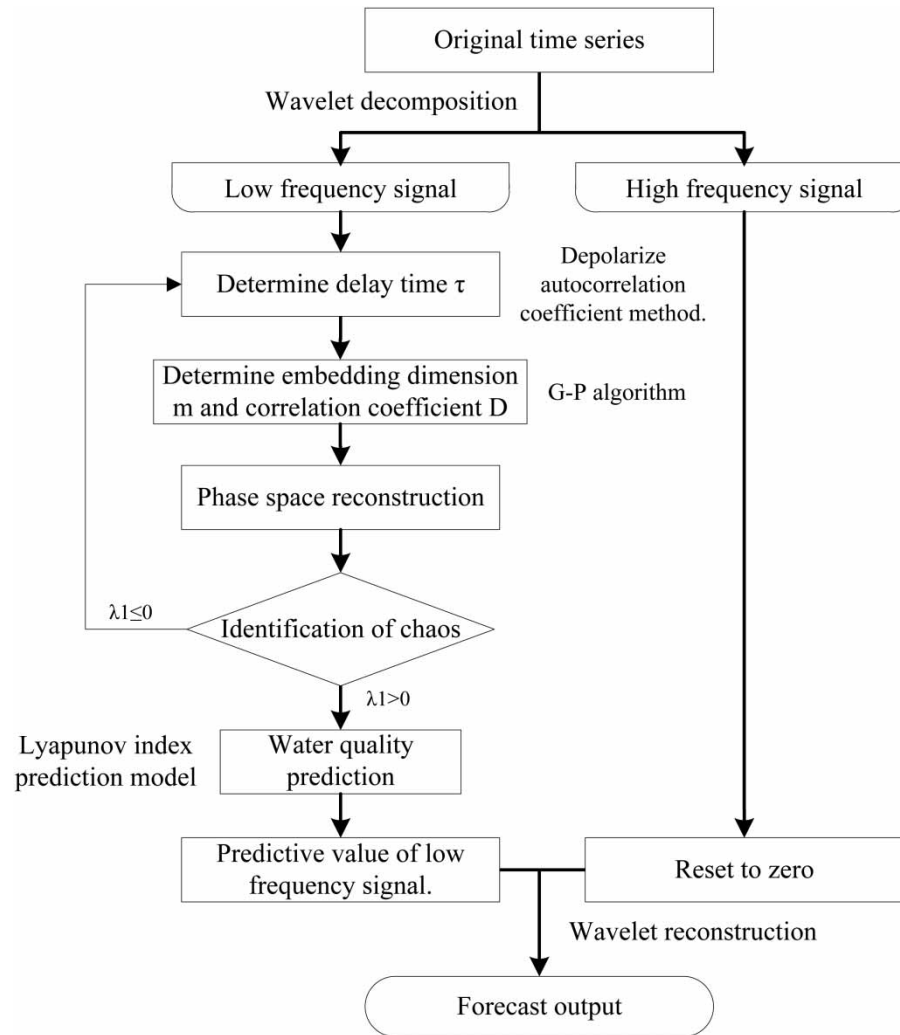 Original time series
Wavelet decomposition
Low frequency signal
High frequency signal
Determine delay time τ
Depolarize
autocorrelation
coefficient method.
Determine embedding dimension
m and correlation coefficient D
G-P algorithm
Phase space reconstruction
λ1≤0
Identification of chaos
λ1>0
Lyapunov index
prediction model
Water quality
prediction
Predictive value of low
frequency signal.
Reset to zero
Wavelet reconstruction
Forecast output